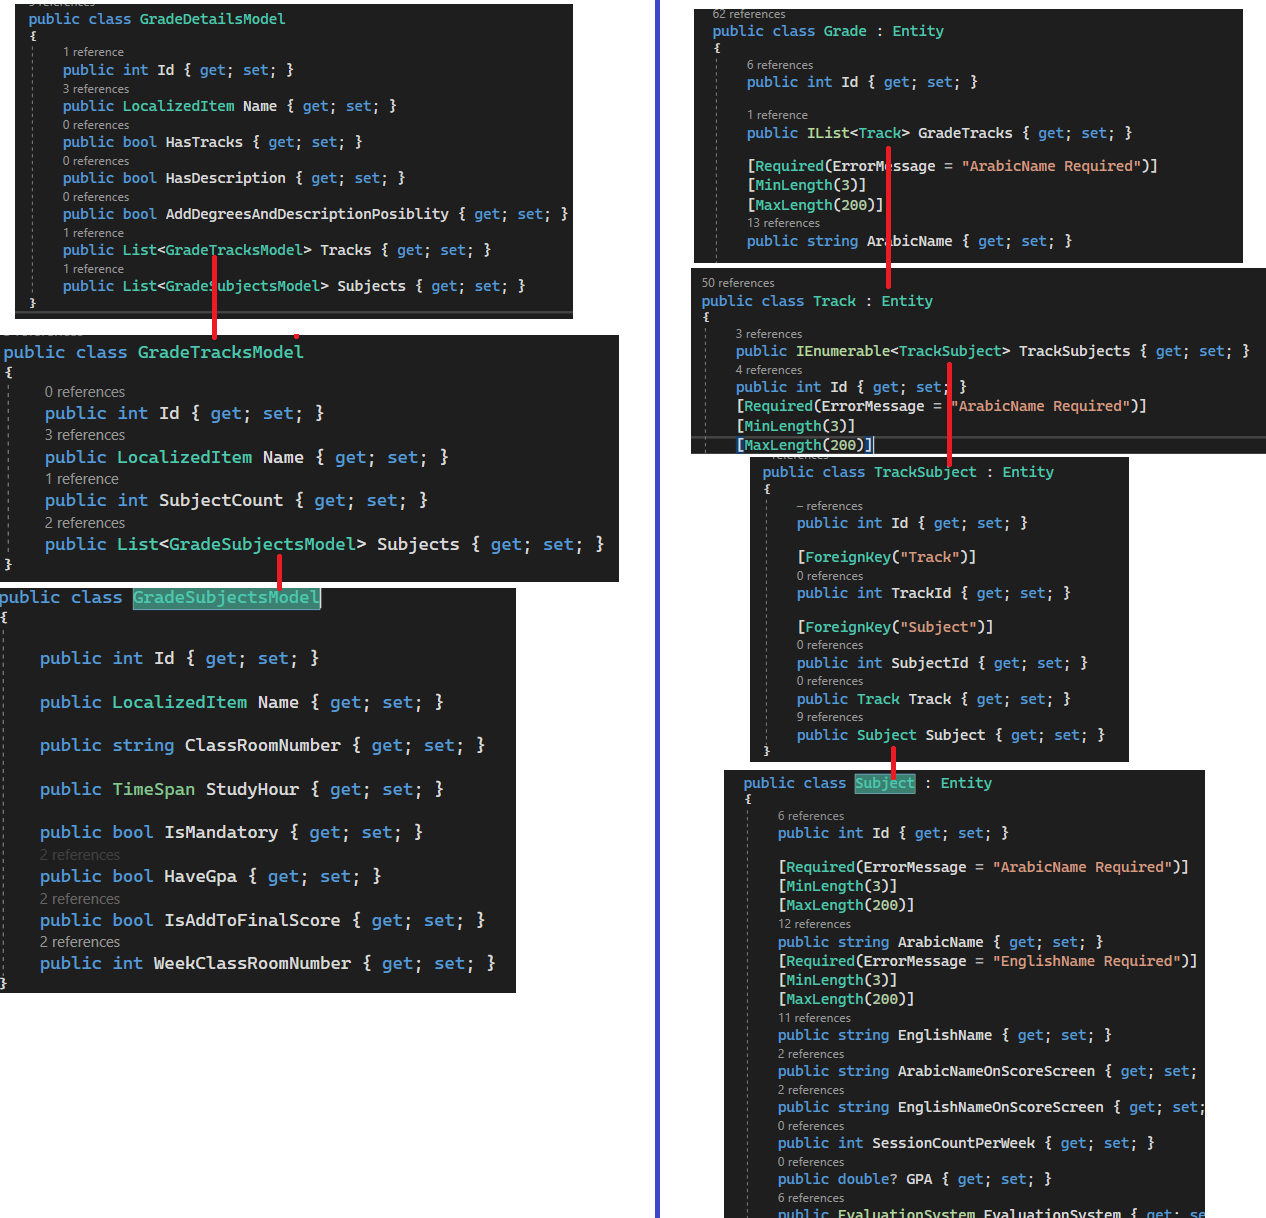 public class GradeDetailsModel
{
1 reference
public int Id { get; set; }
3 references
public LocalizedItem Name { get; set; }
0 references
public bool HasTracks { get; set; }
0 references
public bool HasDescription { get; set; }
0 references
public bool AddDegreesAndDescriptionPosiblity { get; set; }
1 reference
public List<GradeTracksModel> Tracks { get; set; }
1 reference
public List<GradeSubjectsModel> Subjects { get; set; }
}
public class GradeTracksModel
{
0 references
public int Id { get; set; }
3 references
public LocalizedItem Name { get; set; }
1 reference
public int SubjectCount { get; set; }
2 references
public List<GradeSubjectsModel> Subjects { get; set; }
}
public class GradeSubjectsModel
{
public int Id { get; set; }
public LocalizedItem Name { get; set; }
public string ClassRoomNumber { get; set; }
public TimeSpan StudyHour { get; set; }
public bool IsMandatory { get; set; }
2 references
public bool HaveGpa { get; set; }
2 references
public bool IsAddToFinalScore { get; set; }
2 references
public int WeekClassRoomNumber { get; set; }
}
62 references
public class Grade : Entity
{
6 references
public int Id { get; set; }
1 reference
public IList<Track> GradeTracks { get; set; }
[Required(ErrorMessage = "ArabicName Required")]
[MinLength(3)]
[MaxLength(200)]
13 references
public string ArabicName { get; set; }
50 references
public class Track : Entity
{
3 references
public IEnumerable<TrackSubject> TrackSubjects { get; set; }
4 references
public int Id { get; set; }
[Required(ErrorMessage = "ArabicName Required")]
[MinLength(3)]
[MaxLength(200)]
references
public class TrackSubject : Entity
{
– references
public int Id { get; set; }
[ForeignKey("Track")]
0 references
public int TrackId { get; set; }
[ForeignKey("Subject")]
0 references
public int SubjectId { get; set; }
0 references
public Track Track { get; set; }
9 references
public Subject Subject { get; set; }
}
public class Subject : Entity
{
6 references
public int Id { get; set; }
[Required(ErrorMessage = "ArabicName Required")]
[MinLength(3)]
[MaxLength(200)]
12 references
public string ArabicName { get; set; }
[Required(ErrorMessage = "EnglishName Required")]
[MinLength(3)]
[MaxLength(200)]
11 references
public string EnglishName { get; set; }
2 references
public string ArabicNameOnScoreScreen { get; set;
2 references
public string EnglishNameOnScoreScreen { get; set;
0 references
public int SessionCountPerWeek { get; set; }
0 references
public double? GPA { get; set; }
6 references
public EvaluationSystem EvaluationSystem { get; se